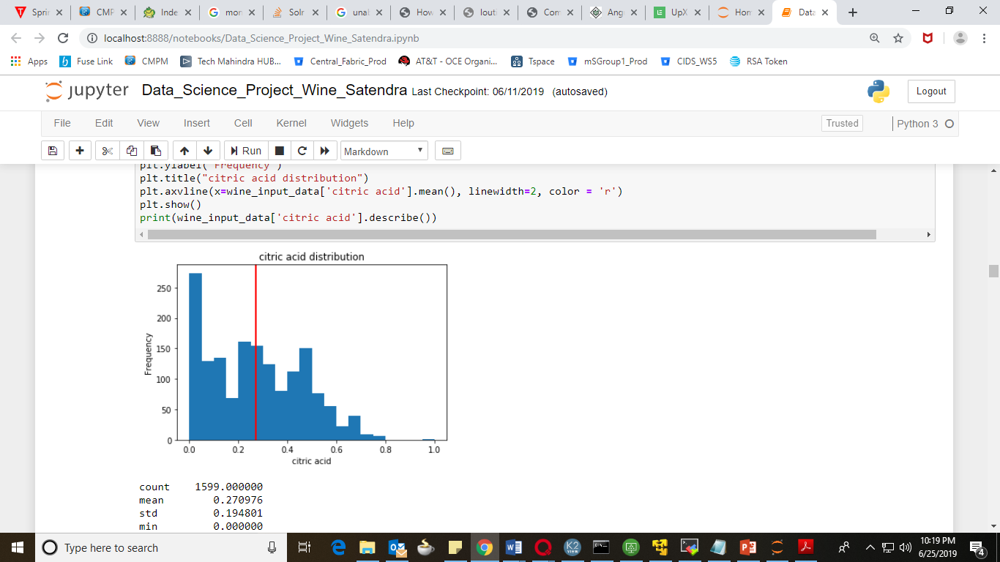 Sprin CMP Inde mon Solr unal How loutl Com Ang UpX Hom Data
localhost:8888/notebooks/Data_Science_Project_Wine_Satendra.ipynb
Apps Fuse Link CMPM Tech Mahindra HUB... Central_Fabric_Prod AT&T - OCE Organi... Tspace mSGroup1_Prod CIDS_WS5 RSA Token
jupyter Data_Science_Project_Wine_Satendra Last Checkpoint: 06/11/2019 (autosaved) Logout
File Edit View Insert Cell Kernel Widgets Help Trusted Python 3
Run Markdown
plt.ylabel("Frequency")
plt.title("citric acid distribution")
plt.axvline(x=wine_input_data['citric acid'].mean(), linewidth=2, color = 'r')
plt.show()
print(wine_input_data['citric acid'].describe())
citric acid distribution
250
200
150
100
50
0
Frequency
0.0 0.2 0.4 0.6 0.8 1.0
citric acid
count 1599.000000
mean 0.270976
std 0.194801
min 0.000000
Type here to search
10:19 PM
6/25/2019
4